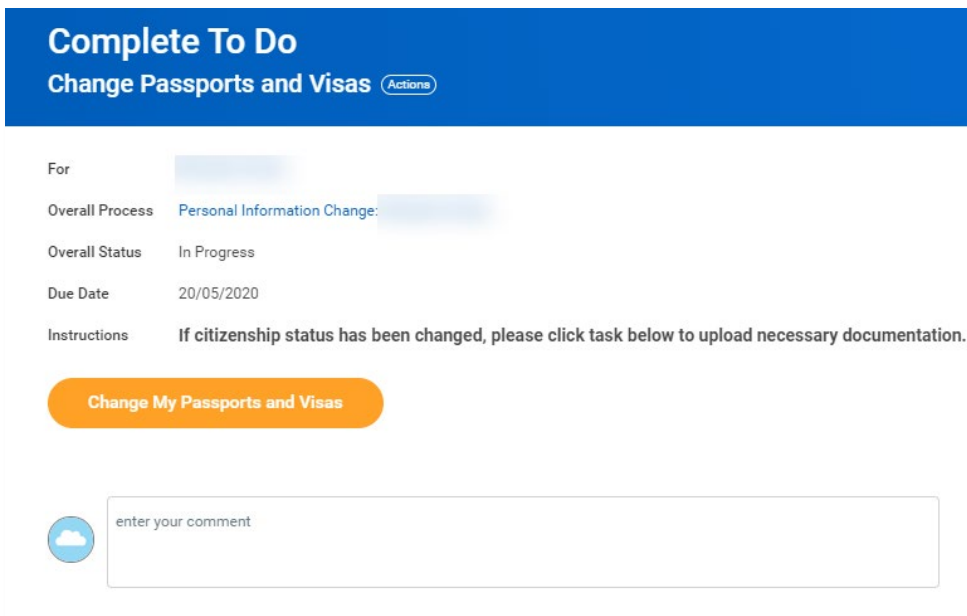 Complete To Do
Change Passports and Visas Actions
For
Overall Process Personal Information Change:
Overall Status In Progress
Due Date 20/05/2020
Instructions If citizenship status has been changed, please click task below to upload necessary documentation.
Change My Passports and Visas
enter your comment